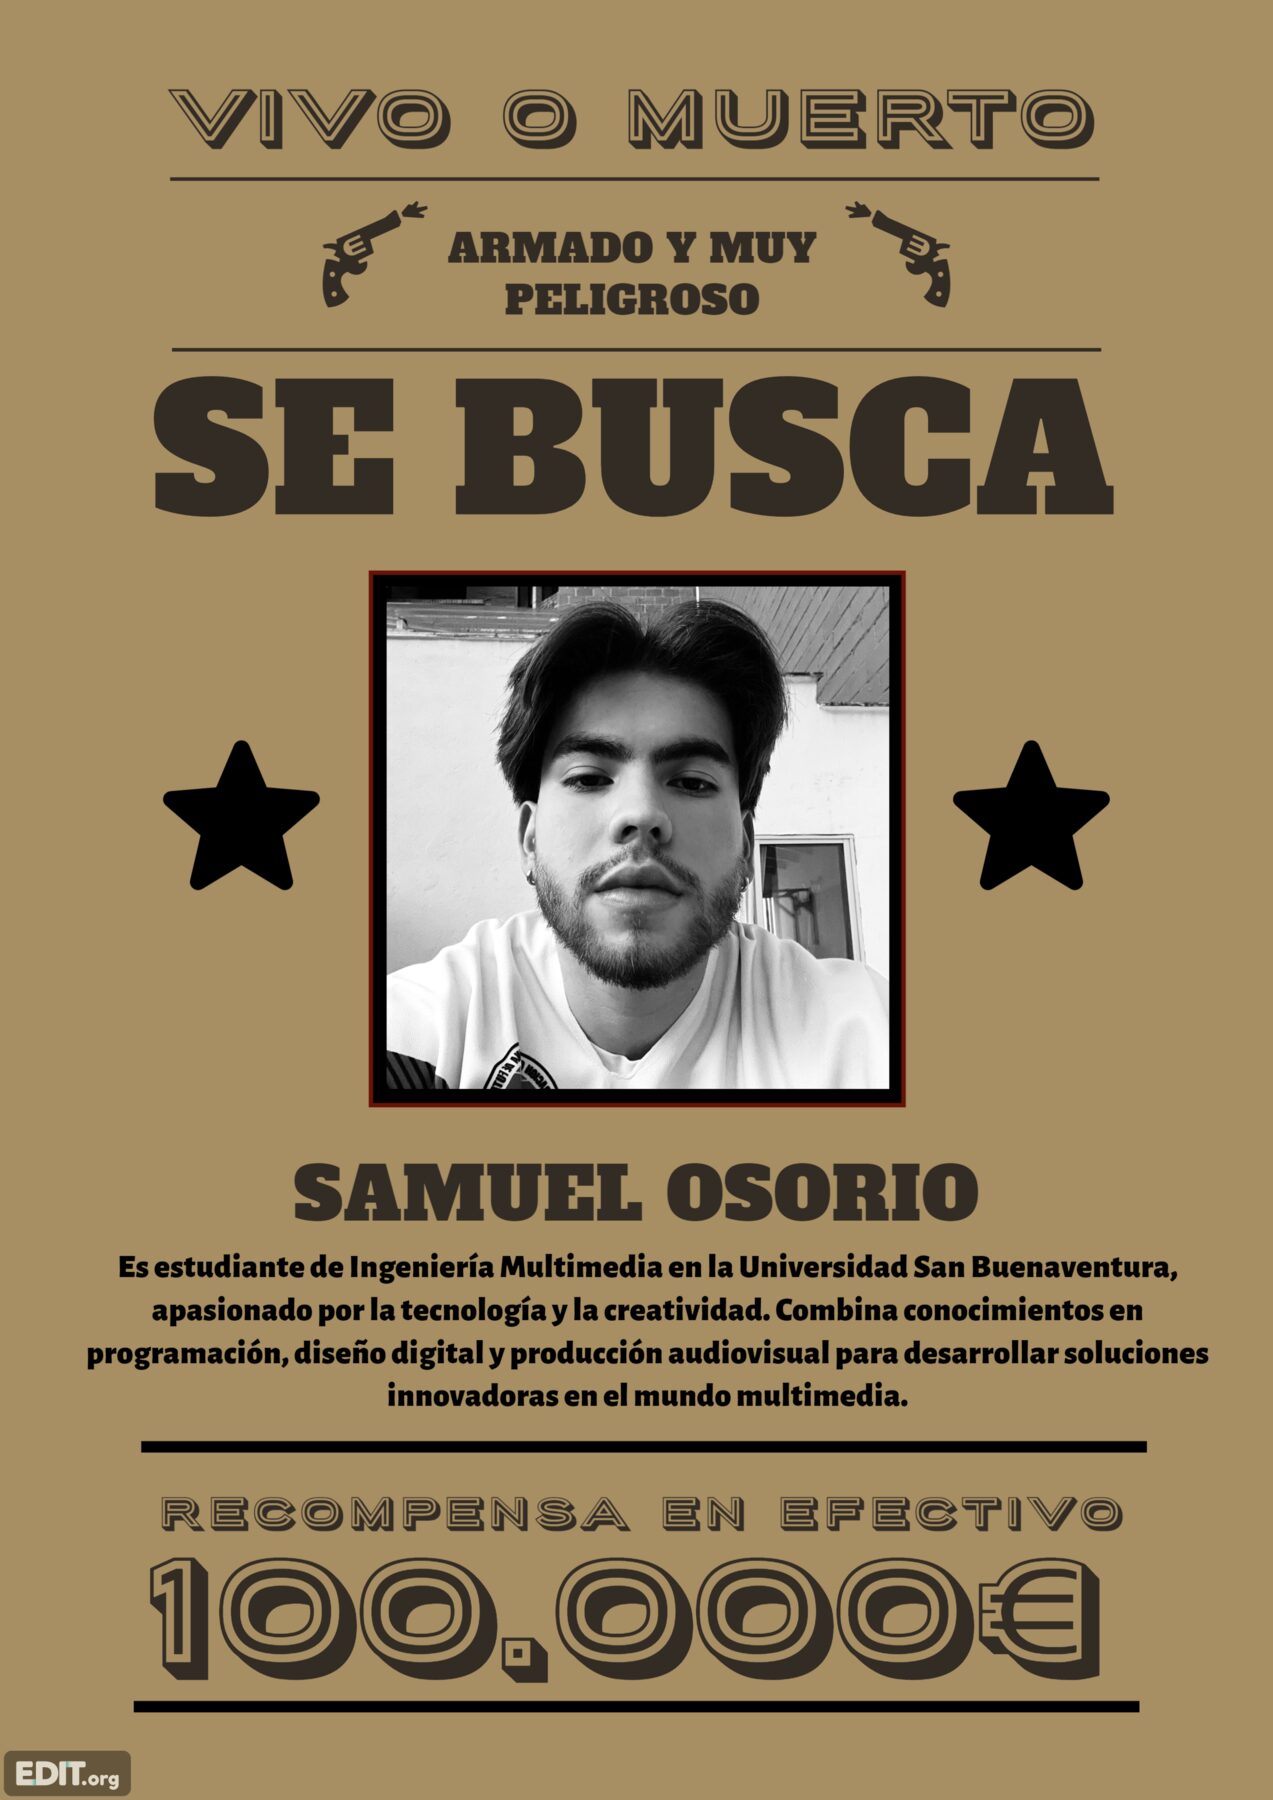 VIVO O MUERTO
ARMADO Y MUY
PELIGROSO
SE BUSCA
SAMUEL OSORIO
Es estudiante de Ingeniería Multimedia en la Universidad San Buenaventura,
apasionado por la tecnología y la creatividad. Combina conocimientos en
programación, diseño digital y producción audiovisual para desarrollar soluciones
innovadoras en el mundo multimedia.
RECOMPENSA EN EFECTIVO
100.000€
EDIT.org